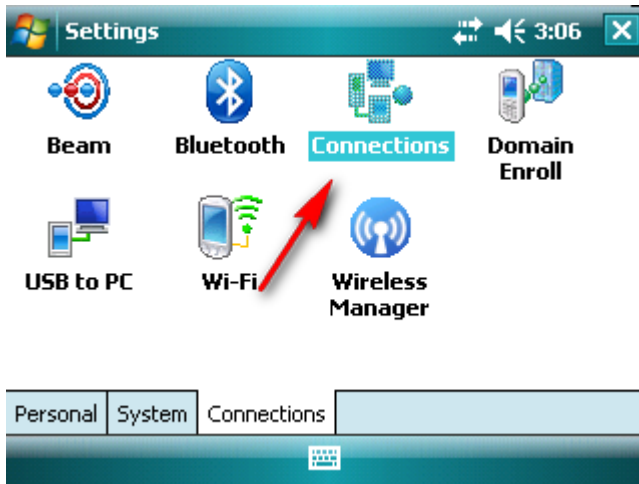 Settings 3:06
Beam Bluetooth Connections Domain Enroll
USB to PC Wi-Fi Wireless Manager
Personal System Connections